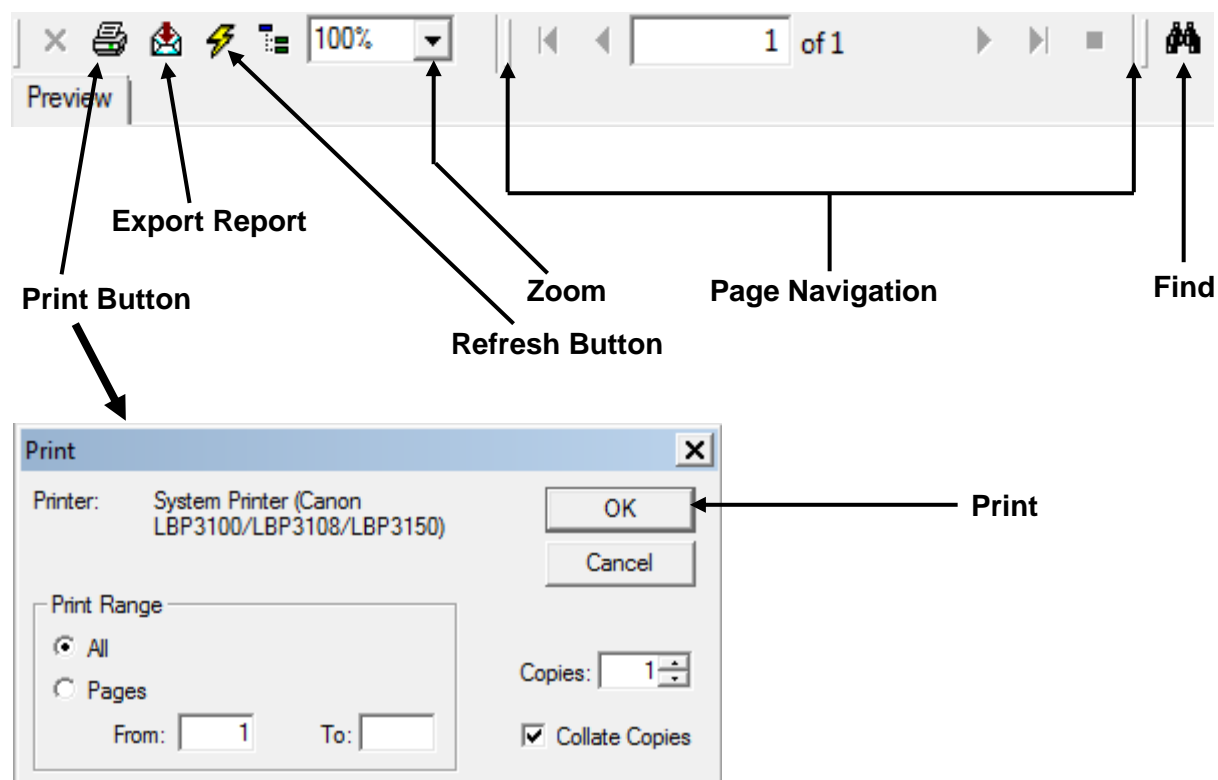 100%
1 of 1
Preview
Export Report
Print Button
Zoom
Page Navigation
Find
Refresh Button
Print
Printer: System Printer (Canon
LBP3100/LBP3108/LBP3150)
OK
Print
Cancel
Print Range
All
Pages
From: 1 To:
Copies: 1
Collate Copies